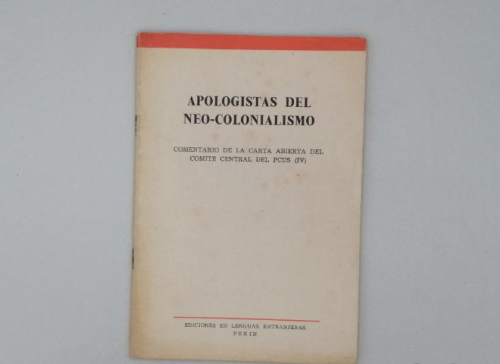 APOLOGISTAS DEL
NEO-COLONIALISMO
COMENTARIO DE LA CARTA ABIERTA DEL
COMITE CENTRAL DEL PCUS (IV)
EDICIONES EN LENGUAS EXTRANJERAS
PEKIN